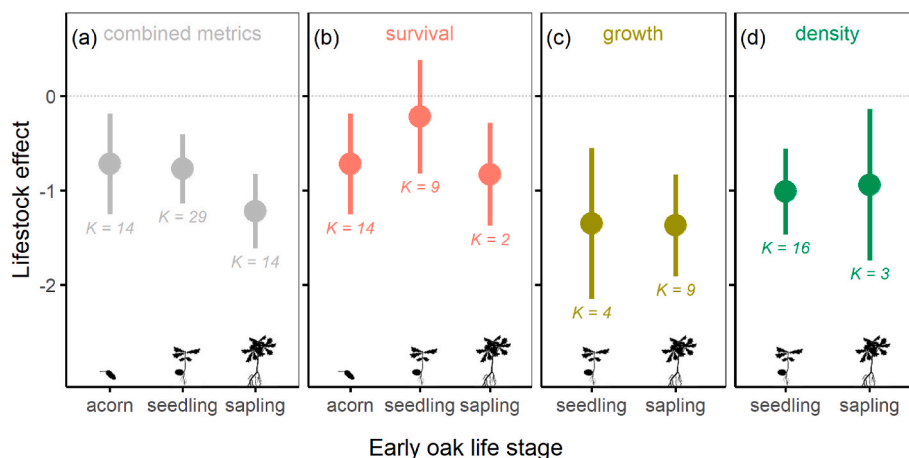 (a) combined metrics
(b) survival
(c) growth
(d) density
Lifestock effect
0
-1
-2
K = 14
K = 29
K = 14
K = 14
K = 9
K = 2
K = 4
K = 9
K = 16
K = 3
acorn seedling sapling
acorn seedling sapling
seedling sapling
seedling sapling
Early oak life stage